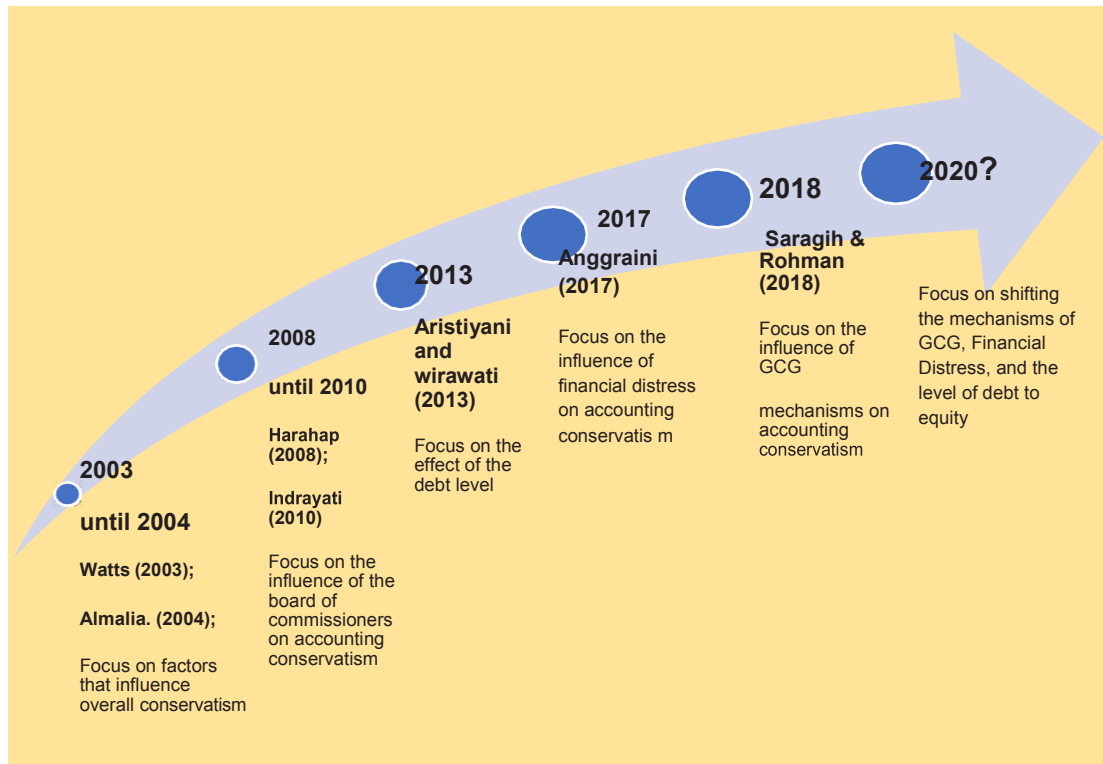 2003
until 2004
Watts (2003);
Almalia. (2004);
Focus on factors
that influence
overall conservatism
2008
until 2010
Harahap
(2008);
Indrayati
(2010)
Focus on the
influence of the
board of
commissioners
on accounting
conservatism
2013
Aristiyani
and
wirawati
(2013)
Focus on the
effect of the
debt level
2017
Anggraini
(2017)
Focus on the
influence of
financial distress
on accounting
conservatis m
2018
Saragih &
Rohman
(2018)
Focus on the
influence of
GCG
mechanisms on
accounting
conservatism
2020?
Focus on shifting
the mechanisms of
GCG, Financial
Distress, and the
level of debt to
equity